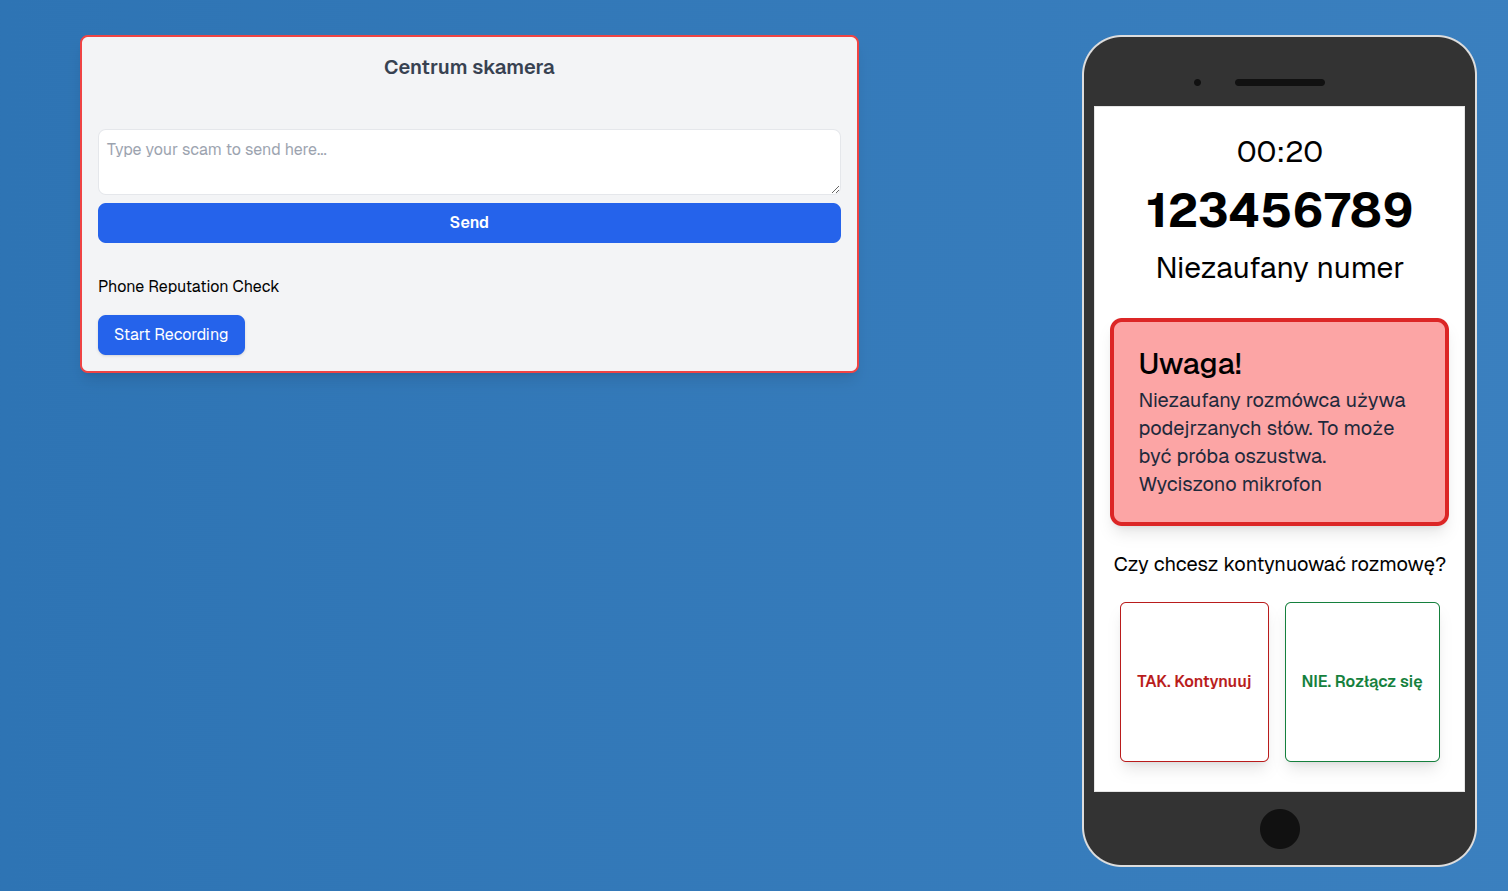 Centrum skamera
Type your scam to send here...
Send
Phone Reputation Check
Start Recording
00:20
123456789
Niezaufany numer
Uwaga!
Niezaufany rozmówca używa
podejrzanych słów. To może
być próba oszustwa.
Wyciszono mikrofon
Czy chcesz kontynuować rozmowę?
TAK. Kontynuuj
NIE. Rozłącz się